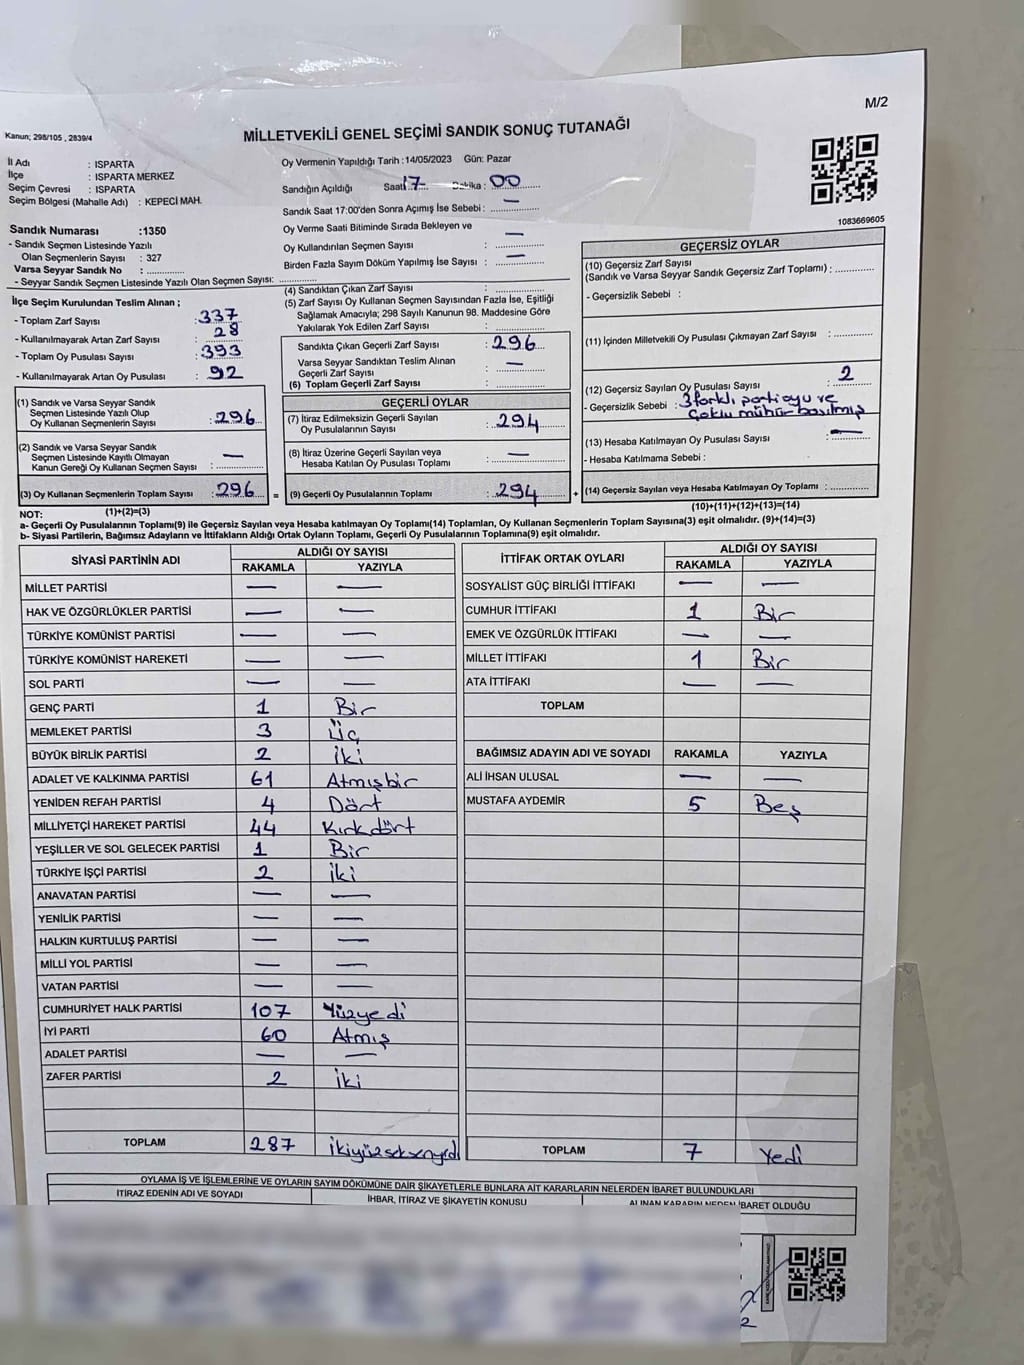 M/2
Kanun; 298/105 , 2839/4
MİLLETVEKİLİ GENEL SEÇİMİ SANDIK SONUÇ TUTANAĞI
İl Adı : ISPARTA
İlçe : ISPARTA MERKEZ
Seçim Çevresi : ISPARTA
Seçim Bölgesi (Mahalle Adı) : KEPECİ MAH.
Sandık Numarası :1350
- Sandık Seçmen Listesinde Yazılı
Olan Seçmenlerin Sayısı : 327
Varsa Seyyar Sandık No :
- Seyyar Sandık Seçmen Listesinde Yazılı Olan Seçmen Sayısı:
İlçe Seçim Kurulundan Teslim Alınan ;
- Toplam Zarf Sayısı : 337
- Kullanılmayarak Artan Zarf Sayısı : 28
- Toplam Oy Pusulası Sayısı : 393
- Kullanılmayarak Artan Oy Pusulası : 92
(1) Sandık ve Varsa Seyyar Sandık
Seçmen Listesinde Yazılı Olup
Oy Kullanan Seçmenlerin Sayısı : 296
(2) Sandık ve Varsa Seyyar Sandık
Seçmen Listesinde Kayıtlı Olmayan
Kanun Gereği Oy Kullanan Seçmen Sayısı : —
(3) Oy Kullanan Seçmenlerin Toplam Sayısı : 296 =
Oy Vermenin Yapıldığı Tarih :14/05/2023 Gün: Pazar
Sandığın Açıldığı Saat: 17 Dakika : 00
Sandık Saat 17:00'den Sonra Açımış İse Sebebi : —
Oy Verme Saati Bitiminde Sırada Bekleyen ve
Oy Kullandırılan Seçmen Sayısı : —
Birden Fazla Sayım Döküm Yapılmış İse Sayısı : —
(4) Sandıktan Çıkan Zarf Sayısı :
(5) Zarf Sayısı Oy Kullanan Seçmen Sayısından Fazla İse, Eşitliği
Sağlamak Amacıyla; 298 Sayılı Kanunun 98. Maddesine Göre
Yakılarak Yok Edilen Zarf Sayısı :
Sandıkta Çıkan Geçerli Zarf Sayısı : 296
Varsa Seyyar Sandıktan Teslim Alınan
Geçerli Zarf Sayısı : —
(6) Toplam Geçerli Zarf Sayısı :
GEÇERLİ OYLAR
(7) İtiraz Edilmeksizin Geçerli Sayılan
Oy Pusulalarının Sayısı : 294
(8) İtiraz Üzerine Geçerli Sayılan veya
Hesaba Katılan Oy Pusulası Toplamı : —
(9) Geçerli Oy Pusulalarının Toplamı : 294 +
1083669605
GEÇERSİZ OYLAR
(10) Geçersiz Zarf Sayısı
(Sandık ve Varsa Seyyar Sandık Geçersiz Zarf Toplamı) :
- Geçersizlik Sebebi :
(11) İçinden Milletvekili Oy Pusulası Çıkmayan Zarf Sayısı :
(12) Geçersiz Sayılan Oy Pusulası Sayısı : 2
- Geçersizlik Sebebi : 3 farklı parti oyu ve
çoklu mühür basılmış
(13) Hesaba Katılmayan Oy Pusulası Sayısı : —
- Hesaba Katılmama Sebebi :
(14) Geçersiz Sayılan veya Hesaba Katılmayan Oy Toplamı :
NOT: (1)+(2)=(3) (10)+(11)+(12)+(13)=(14)
a- Geçerli Oy Pusulalarının Toplamı(9) ile Geçersiz Sayılan veya Hesaba katılmayan Oy Toplamı(14) Toplamları, Oy Kullanan Seçmenlerin Toplam Sayısına(3) eşit olmalıdır. (9)+(14)=(3)
b- Siyasi Partilerin, Bağımsız Adayların ve İttifakların Aldığı Ortak Oyların Toplamı, Geçerli Oy Pusulalarının Toplamına(9) eşit olmalıdır.
SİYASİ PARTİNİN ADI ALDIĞI OY SAYISI
RAKAMLA YAZIYLA
MİLLET PARTİSİ — —
HAK VE ÖZGÜRLÜKLER PARTİSİ — —
TÜRKİYE KOMÜNİST PARTİSİ — —
TÜRKİYE KOMÜNİST HAREKETİ — —
SOL PARTİ — —
GENÇ PARTİ 1 Bir
MEMLEKET PARTİSİ 3 Üç
BÜYÜK BİRLİK PARTİSİ 2 İki
ADALET VE KALKINMA PARTİSİ 61 Atmışbir
YENİDEN REFAH PARTİSİ 4 Dört
MİLLİYETÇİ HAREKET PARTİSİ 44 Kırkdört
YEŞİLLER VE SOL GELECEK PARTİSİ 1 Bir
TÜRKİYE İŞÇİ PARTİSİ 2 İki
ANAVATAN PARTİSİ — —
YENİLİK PARTİSİ — —
HALKIN KURTULUŞ PARTİSİ — —
MİLLİ YOL PARTİSİ — —
VATAN PARTİSİ — —
CUMHURİYET HALK PARTİSİ 107 Yüzyedi
İYİ PARTİ 60 Atmış
ADALET PARTİSİ — —
ZAFER PARTİSİ 2 İki
TOPLAM 287 İkiyüzseksenyedi
İTTİFAK ORTAK OYLARI ALDIĞI OY SAYISI
RAKAMLA YAZIYLA
SOSYALİST GÜÇ BİRLİĞİ İTTİFAKI — —
CUMHUR İTTİFAKI 1 Bir
EMEK VE ÖZGÜRLÜK İTTİFAKI — —
MİLLET İTTİFAKI 1 Bir
ATA İTTİFAKI — —
TOPLAM
BAĞIMSIZ ADAYIN ADI VE SOYADI RAKAMLA YAZIYLA
ALİ İHSAN ULUSAL — —
MUSTAFA AYDEMİR 5 Beş
TOPLAM 7 Yedi
OYLAMA İŞ VE İŞLEMLERİNE VE OYLARIN SAYIM DÖKÜMÜNE DAİR ŞİKAYETLERLE BUNLARA AİT KARARLARIN NELERDEN İBARET BULUNDUKLARI
İTİRAZ EDENİN ADI VE SOYADI İHBAR, İTİRAZ VE ŞİKAYETİN KONUSU ALINAN KARARIN NEDEN İBARET OLDUĞU